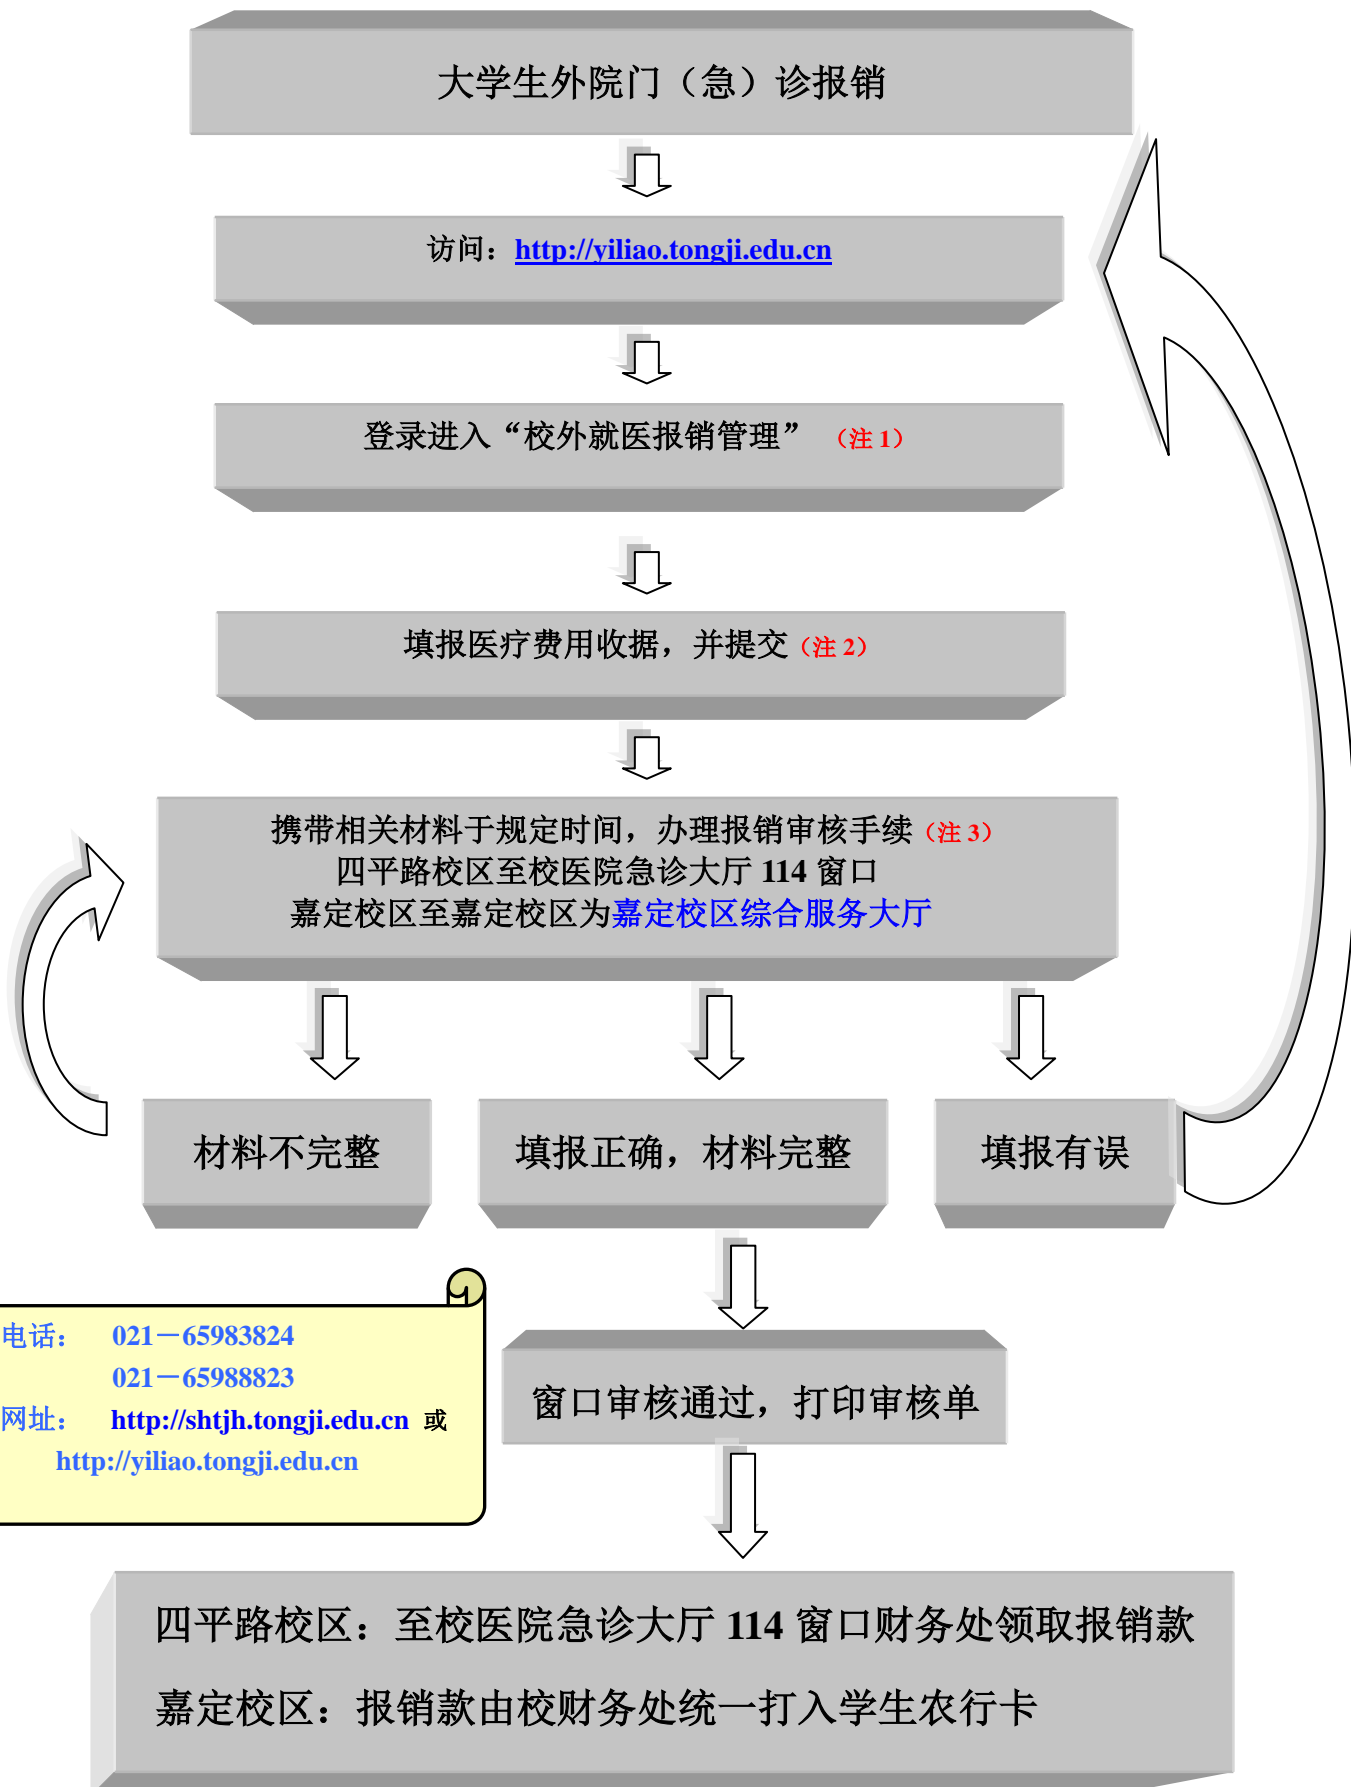 大学生外院门（急）诊报销
访问：http://yiliao.tongji.edu.cn
登录进入“校外就医报销管理” （注 1）
填报医疗费用收据，并提交（注 2）
携带相关材料于规定时间，办理报销审核手续（注 3）
四平路校区至校医院急诊大厅 114 窗口
嘉定校区至嘉定校区为嘉定校区综合服务大厅
材料不完整
填报正确，材料完整
填报有误
电话： 021－65983824
021－65988823
网址： http://shtjh.tongji.edu.cn 或
http://yiliao.tongji.edu.cn
窗口审核通过，打印审核单
四平路校区：至校医院急诊大厅 114 窗口财务处领取报销款
嘉定校区：报销款由校财务处统一打入学生农行卡